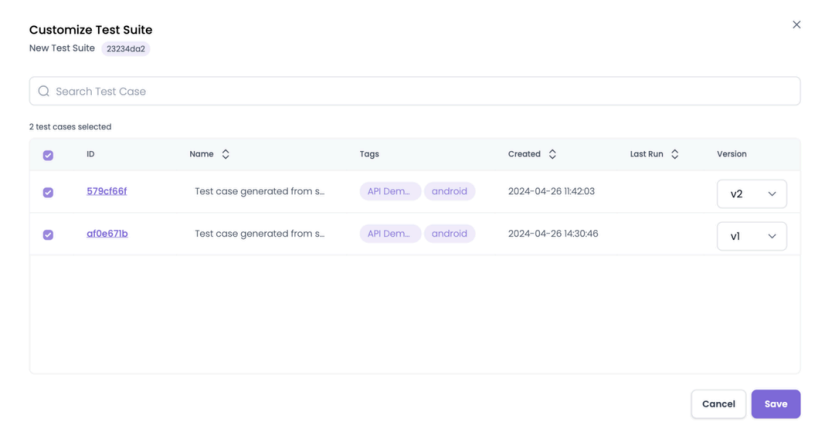 Customize Test Suite
New Test Suite 23234da2
Search Test Case
2 test cases selected
ID Name Tags Created Last Run Version
579cf66f Test case generated from s... API Dem... android 2024-04-26 11:42:03 v2
af0e671b Test case generated from s... API Dem... android 2024-04-26 14:30:46 v1
Cancel Save